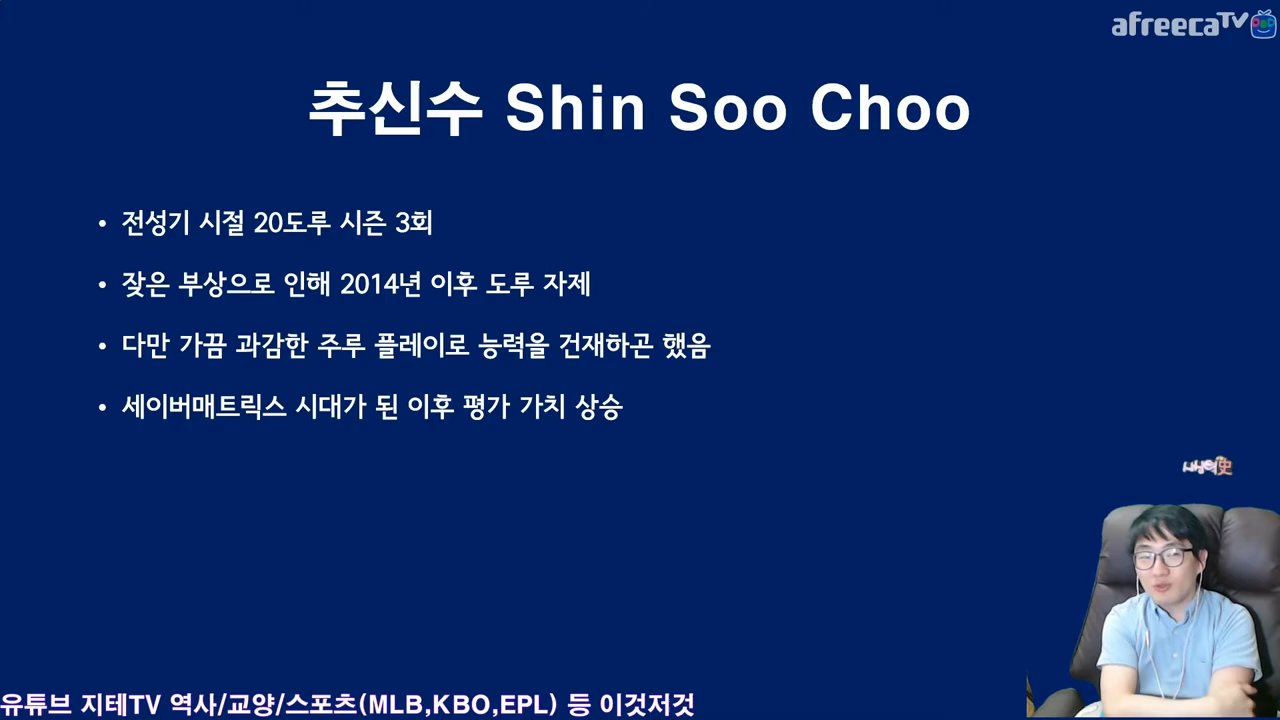 afreecaTV
추신수 Shin Soo Choo
• 전성기 시절 20도루 시즌 3회
• 잦은 부상으로 인해 2014년 이후 도루 자제
• 다만 가끔 과감한 주루 플레이로 능력을 건재하곤 했음
• 세이버매트릭스 시대가 된 이후 평가 가치 상승
유튜브 지테TV 역사/교양/스포츠(MLB,KBO,EPL) 등 이것저것